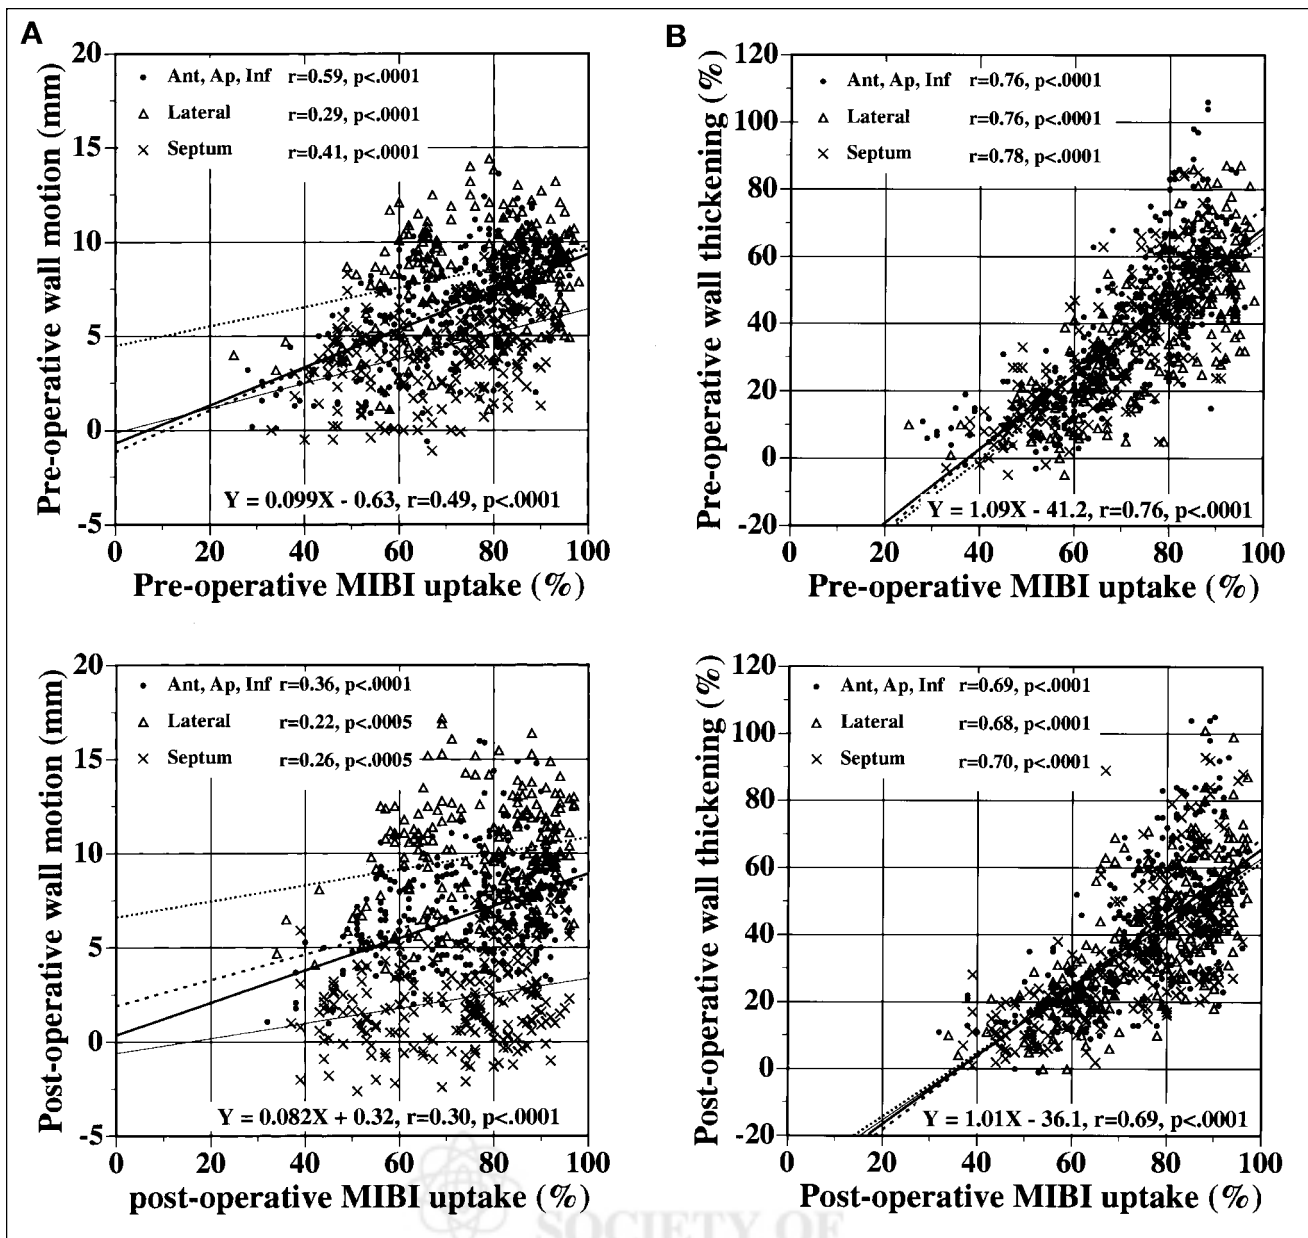 A
Pre-operative wall motion (mm)
20
15
10
5
0
-5
Ant, Ap, Inf r=0.59, p<.0001
Lateral r=0.29, p<.0001
Septum r=0.41, p<.0001
Y = 0.099X - 0.63, r=0.49, p<.0001
0 20 40 60 80 100
Pre-operative MIBI uptake (%)
B
Pre-operative wall thickening (%)
120
100
80
60
40
20
0
-20
Ant, Ap, Inf r=0.76, p<.0001
Lateral r=0.76, p<.0001
Septum r=0.78, p<.0001
Y = 1.09X - 41.2, r=0.76, p<.0001
0 20 40 60 80 100
Pre-operative MIBI uptake (%)
Post-operative wall motion (mm)
20
15
10
5
0
-5
Ant, Ap, Inf r=0.36, p<.0001
Lateral r=0.22, p<.0005
Septum r=0.26, p<.0005
Y = 0.082X + 0.32, r=0.30, p<.0001
0 20 40 60 80 100
post-operative MIBI uptake (%)
Post-operative wall thickening (%)
120
100
80
60
40
20
0
-20
Ant, Ap, Inf r=0.69, p<.0001
Lateral r=0.68, p<.0001
Septum r=0.70, p<.0001
Y = 1.01X - 36.1, r=0.69, p<.0001
0 20 40 60 80 100
Post-operative MIBI uptake (%)
SOCIETY OF